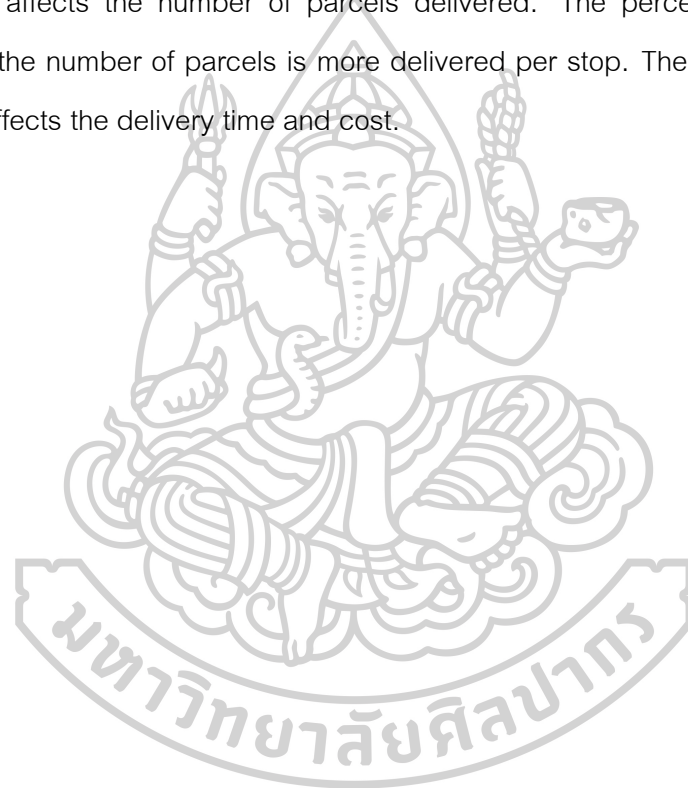 affects the number of parcels delivered. The perce
the number of parcels is more delivered per stop. The
ffects the delivery time and cost.
มหาวิทยาลัยศิลปากร